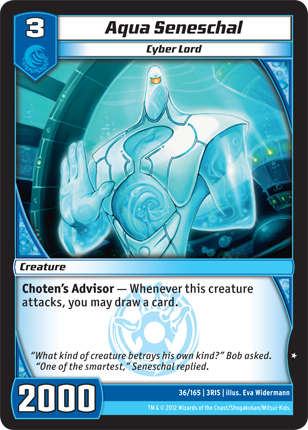 3
Aqua Seneschal
Cyber Lord
Creature
Choten's Advisor — Whenever this creature
attacks, you may draw a card.
"What kind of creature betrays his own kind?" Bob asked.
"One of the smartest," Seneschal replied.
2000
36/165 | 3RIS | illus. Eva Widermann
TM & © 2012 Wizards of the Coast/Shogakukan/Mitsui-Kids.